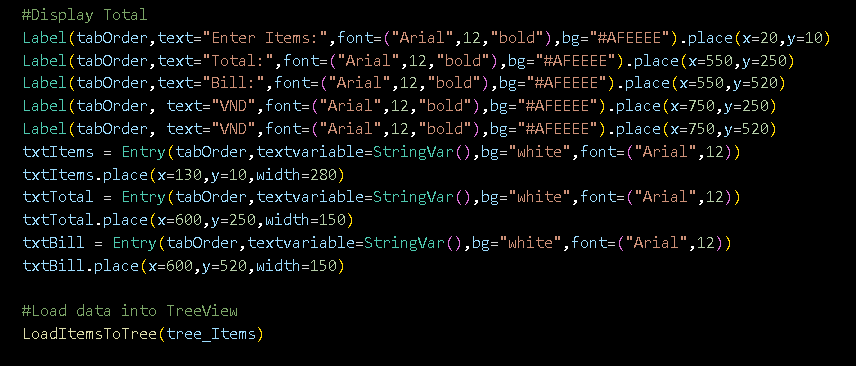 #Display Total
Label(tabOrder,text="Enter Items:",font=("Arial",12,"bold"),bg="#AFEEEE").place(x=20,y=10)
Label(tabOrder,text="Total:",font=("Arial",12,"bold"),bg="#AFEEEE").place(x=550,y=250)
Label(tabOrder,text="Bill:",font=("Arial",12,"bold"),bg="#AFEEEE").place(x=550,y=520)
Label(tabOrder, text="VND",font=("Arial",12,"bold"),bg="#AFEEEE").place(x=750,y=250)
Label(tabOrder, text="VND",font=("Arial",12,"bold"),bg="#AFEEEE").place(x=750,y=520)
txtItems = Entry(tabOrder,textvariable=StringVar(),bg="white",font=("Arial",12))
txtItems.place(x=130,y=10,width=280)
txtTotal = Entry(tabOrder,textvariable=StringVar(),bg="white",font=("Arial",12))
txtTotal.place(x=600,y=250,width=150)
txtBill = Entry(tabOrder,textvariable=StringVar(),bg="white",font=("Arial",12))
txtBill.place(x=600,y=520,width=150)
#Load data into TreeView
LoadItemsToTree(tree_Items)